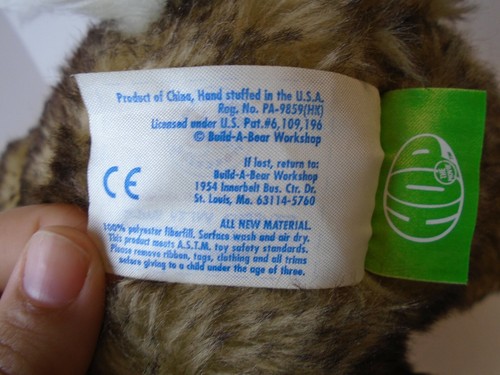 Product of China, Hand stuffed in the U.S.A.
Reg. No. PA-9859(HK)
Licensed under U.S. Pat.#6,109,196
© Build-A-Bear Workshop
If lost, return to:
Build-A-Bear Workshop
1954 Innerbelt Bus. Ctr. Dr.
St. Louis, Mo. 63114-5760
CE
ALL NEW MATERIAL.
100% polyester fiberfill. Surface wash and air dry.
This product meets A.S.T.M. toy safety standards.
Please remove ribbon, tags, clothing and all trims
before giving to a child under the age of three.
HOP